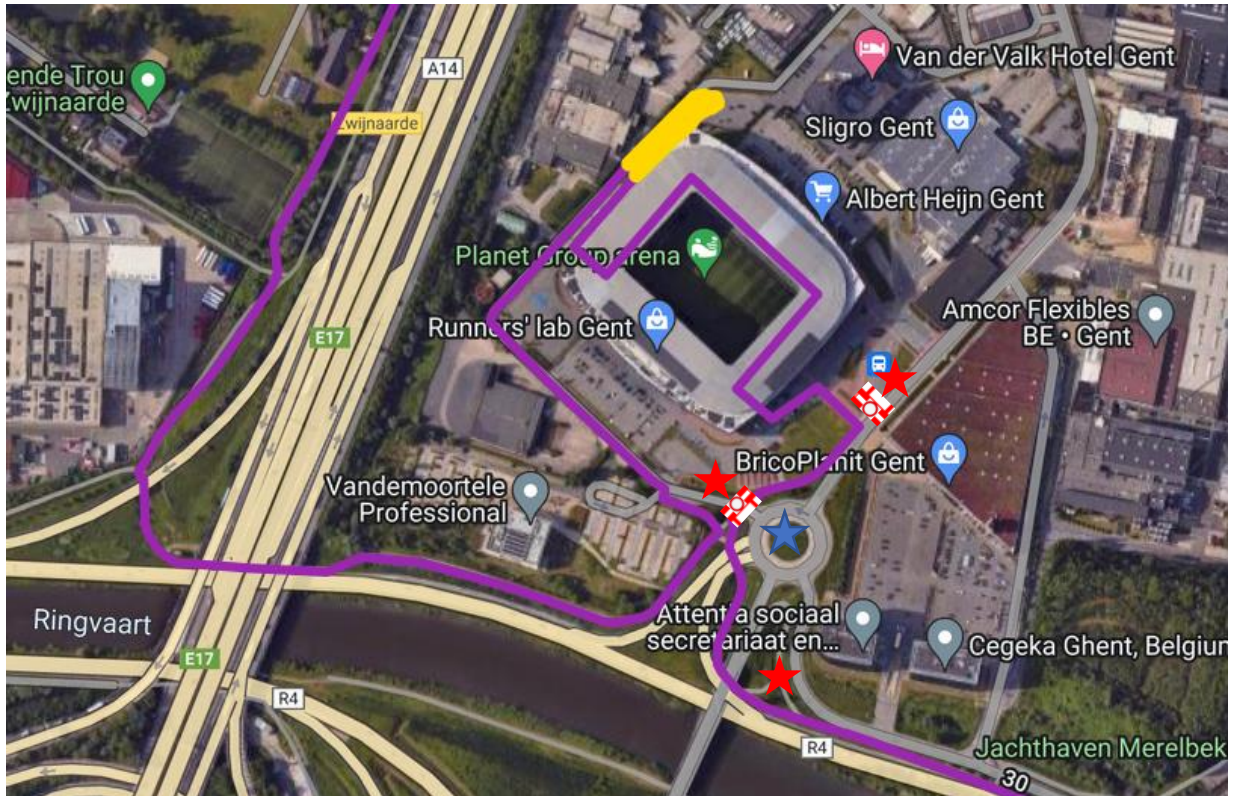 A14
Van der Valk Hotel Gent
ende Trou
Zwijnaarde
Zwijnaarde
Sligro Gent
Albert Heijn Gent
Planet Group arena
Amcor Flexibles
BE • Gent
Runners' lab Gent
E17
BricoPlanit Gent
Vandemoortele
Professional
Ringvaart
Attentia sociaal
secretariaat en...
Cegeka Ghent, Belgiun
E17
R4
R4
Jachthaven Merelbek
30